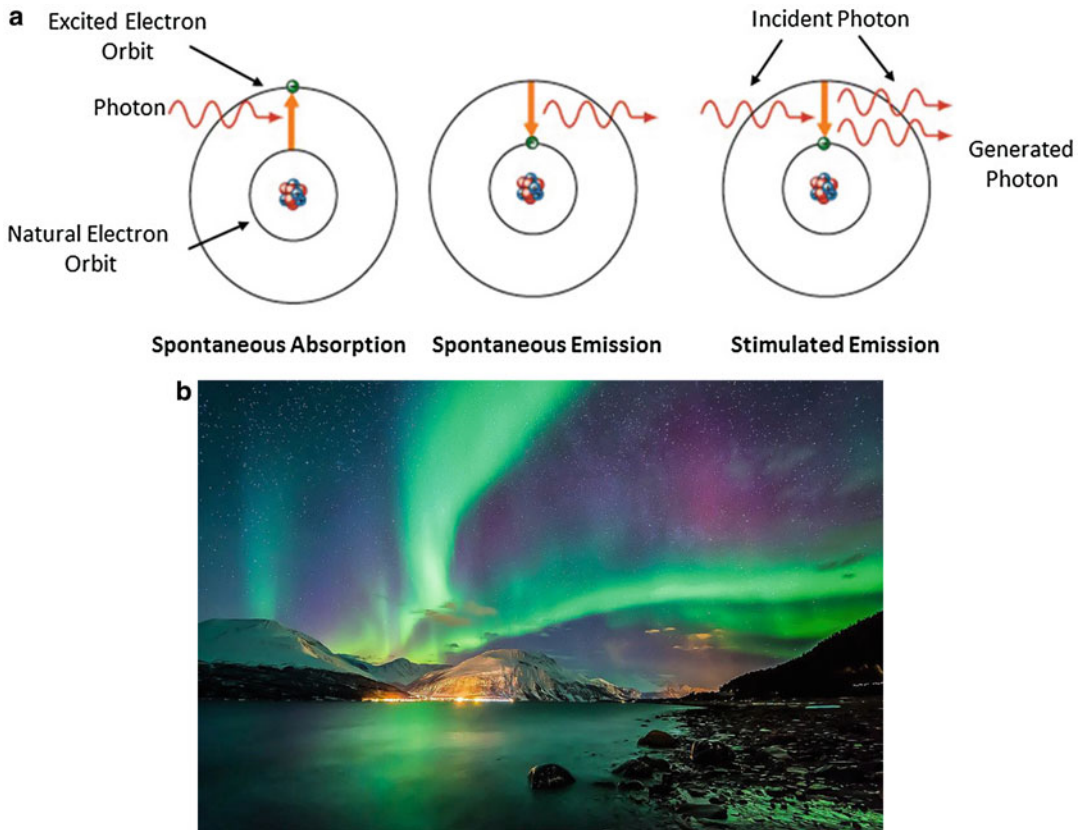 a
Excited Electron
Orbit
Photon
Natural Electron
Orbit
Incident Photon
Generated
Photon
Spontaneous Absorption
Spontaneous Emission
Stimulated Emission
b